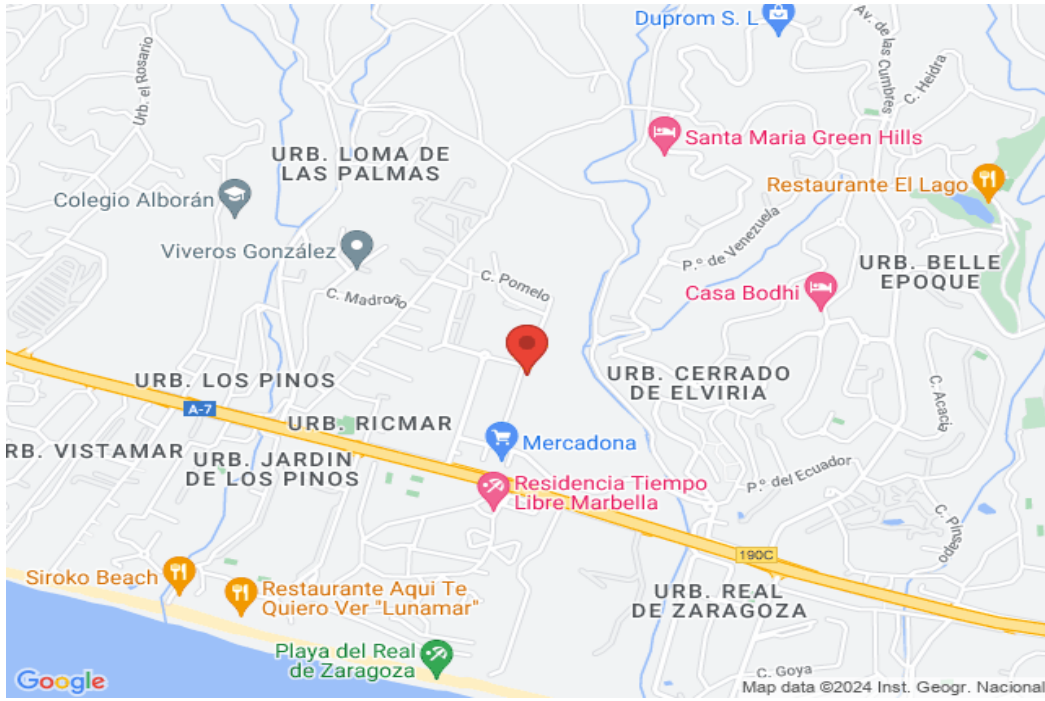 Duprom S. L
Av. de las Cumbres
C. Heidra
Urb. el Rosario
Santa Maria Green Hills
URB. LOMA DE
LAS PALMAS
Restaurante El Lago
Colegio Alborán
Viveros González
P.º de Venezuela
URB. BELLE
EPOQUE
C. Pomelo
C. Madroño
Casa Bodhi
URB. LOS PINOS
URB. CERRADO
DE ELVIRIA
C. Acacia
A-7
URB. RICMAR
RB. VISTAMAR
Mercadona
URB. JARDIN
DE LOS PINOS
P.º del Ecuador
Residencia Tiempo
Libre Marbella
C. Pinsapo
190C
Siroko Beach
Restaurante Aqui Te
Quiero Ver "Lunamar"
URB. REAL
DE ZARAGOZA
Playa del Real
de Zaragoza
C. Goya
Google
Map data ©2024 Inst. Geogr. Nacional